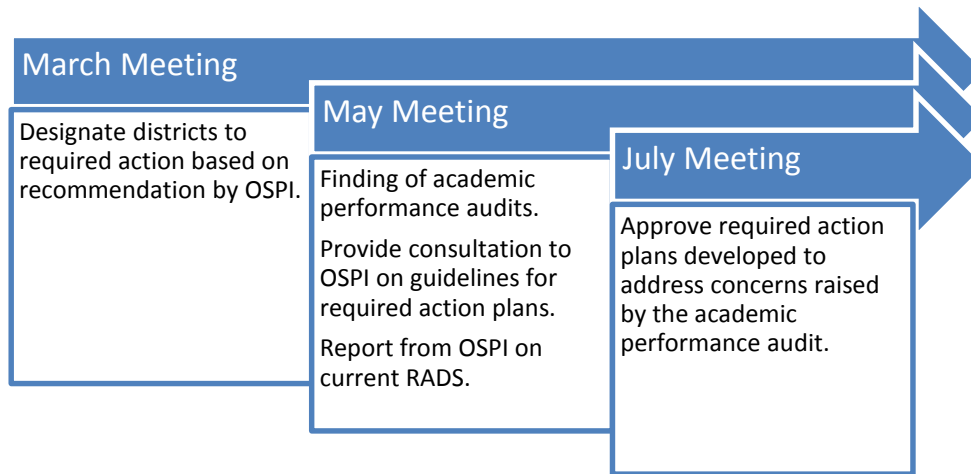 March Meeting
Designate districts to
required action based on
recommendation by OSPI.
May Meeting
Finding of academic
performance audits.
Provide consultation to
OSPI on guidelines for
required action plans.
Report from OSPI on
current RADS.
July Meeting
Approve required action
plans developed to
address concerns raised
by the academic
performance audit.